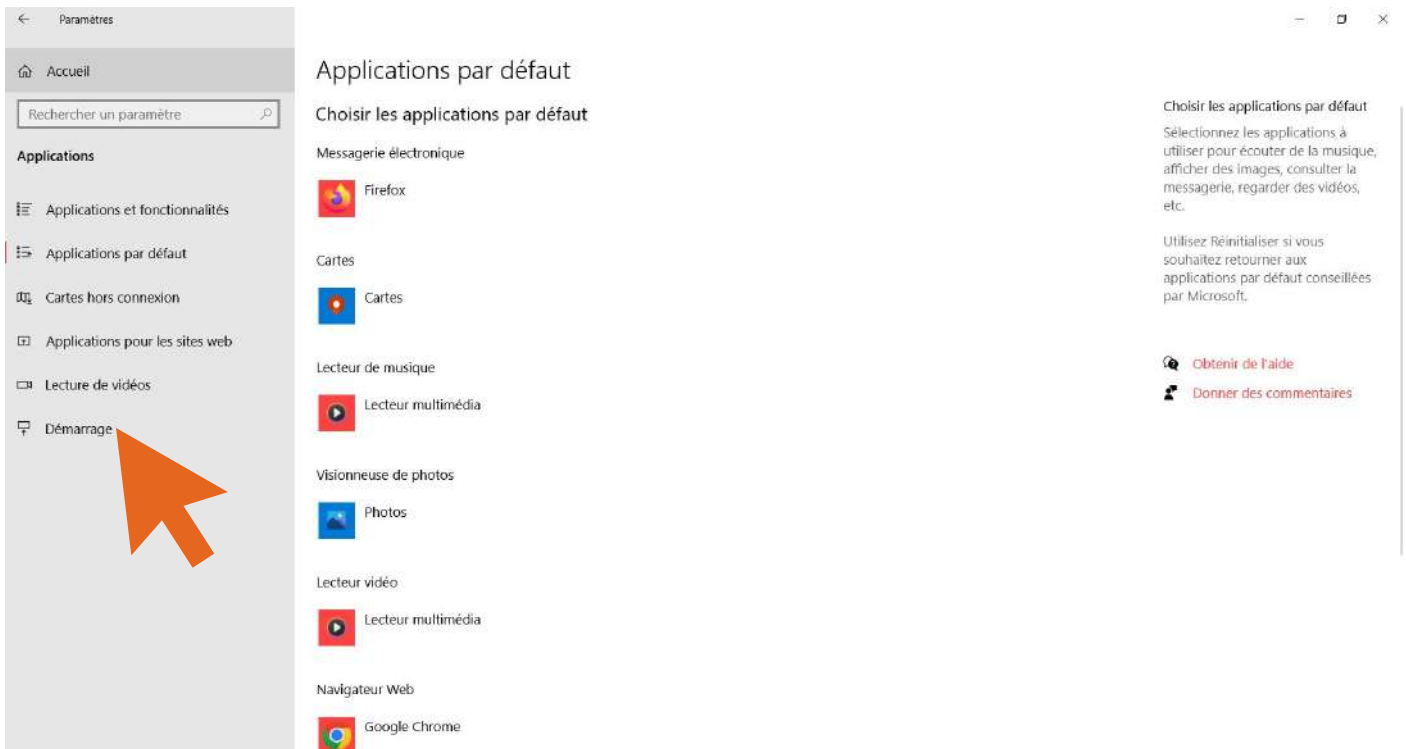 Paramètres
Accueil
Rechercher un paramètre
Applications
Applications et fonctionnalités
Applications par défaut
Cartes hors connexion
Applications pour les sites web
Lecture de vidéos
Démarrage
Applications par défaut
Choisir les applications par défaut
Messagerie électronique
Firefox
Cartes
Cartes
Lecteur de musique
Lecteur multimédia
Visionneuse de photos
Photos
Lecteur vidéo
Lecteur multimédia
Navigateur Web
Google Chrome
Choisir les applications par défaut
Sélectionnez les applications à
utiliser pour écouter de la musique,
afficher des images, consulter la
messagerie, regarder des vidéos,
etc.
Utilisez Réinitialiser si vous
souhaitez retourner aux
applications par défaut conseillées
par Microsoft.
Obtenir de l'aide
Donner des commentaires